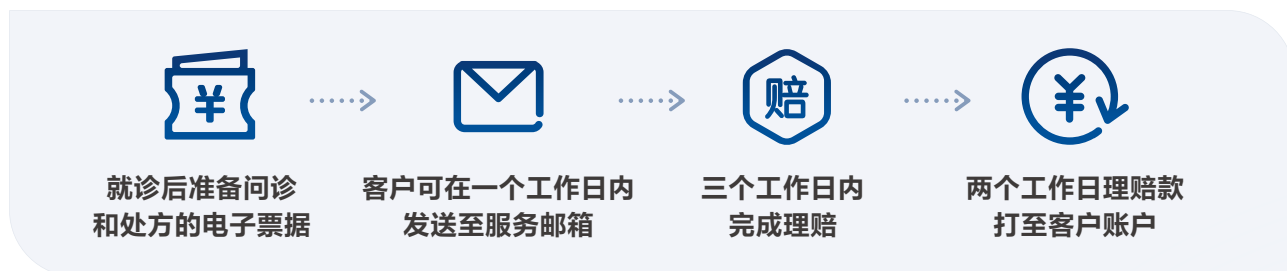 ¥
赔
¥
就诊后准备问诊
和处方的电子票据
客户可在一个工作日内
发送至服务邮箱
三个工作日内
完成理赔
两个工作日理赔款
打至客户账户